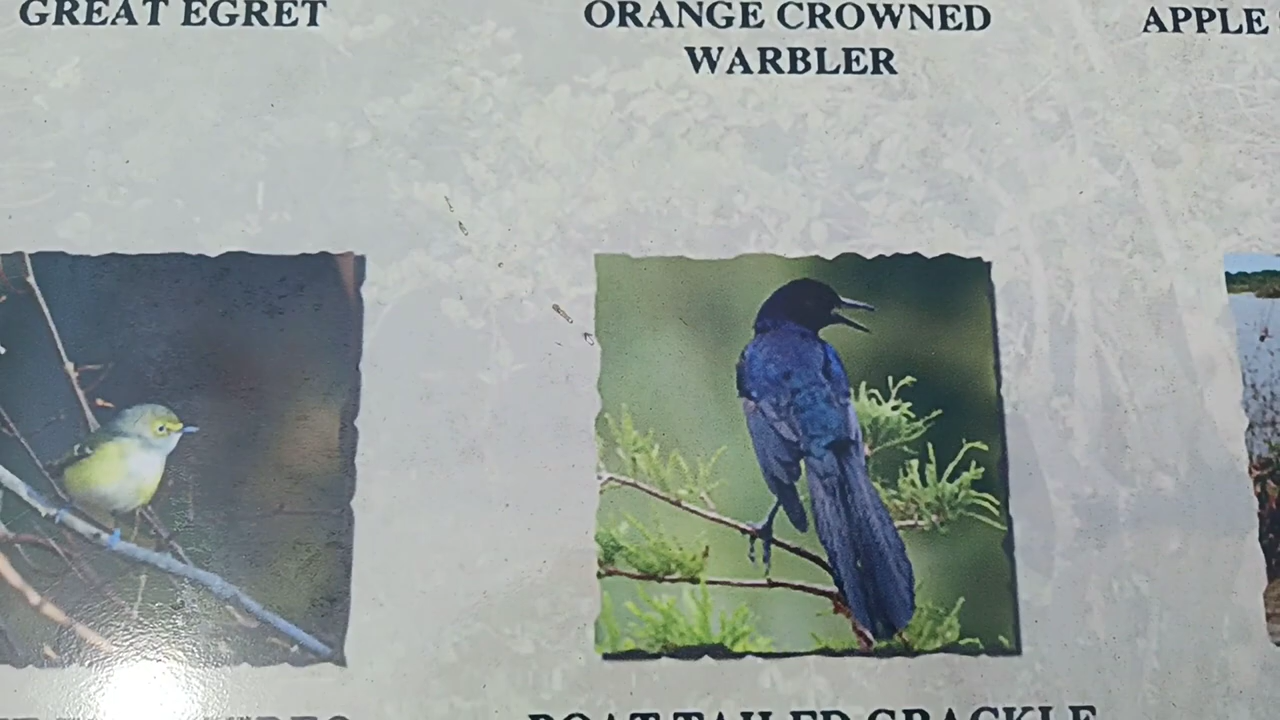 GREAT EGRET
ORANGE CROWNED
WARBLER
APPLE
BOAT TAILED GRACKLE